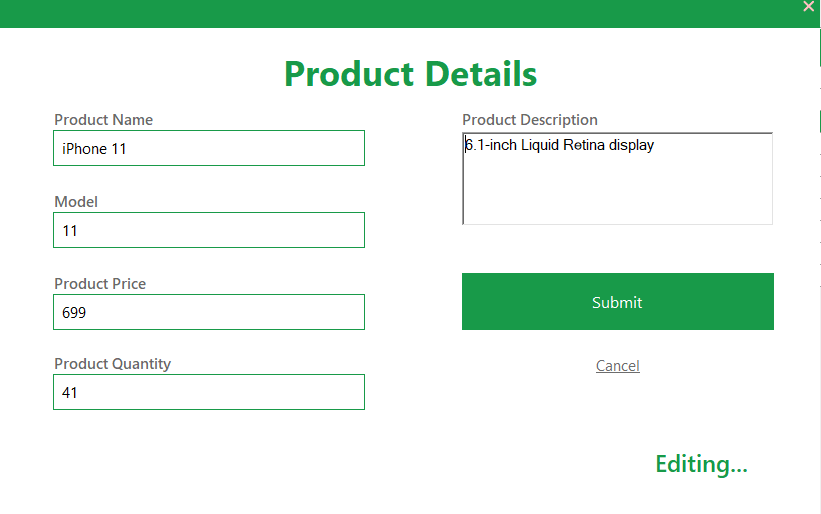 Product Details
Product Name
iPhone 11
Model
11
Product Price
699
Product Quantity
41
Product Description
6.1-inch Liquid Retina display
Submit
Cancel
Editing...